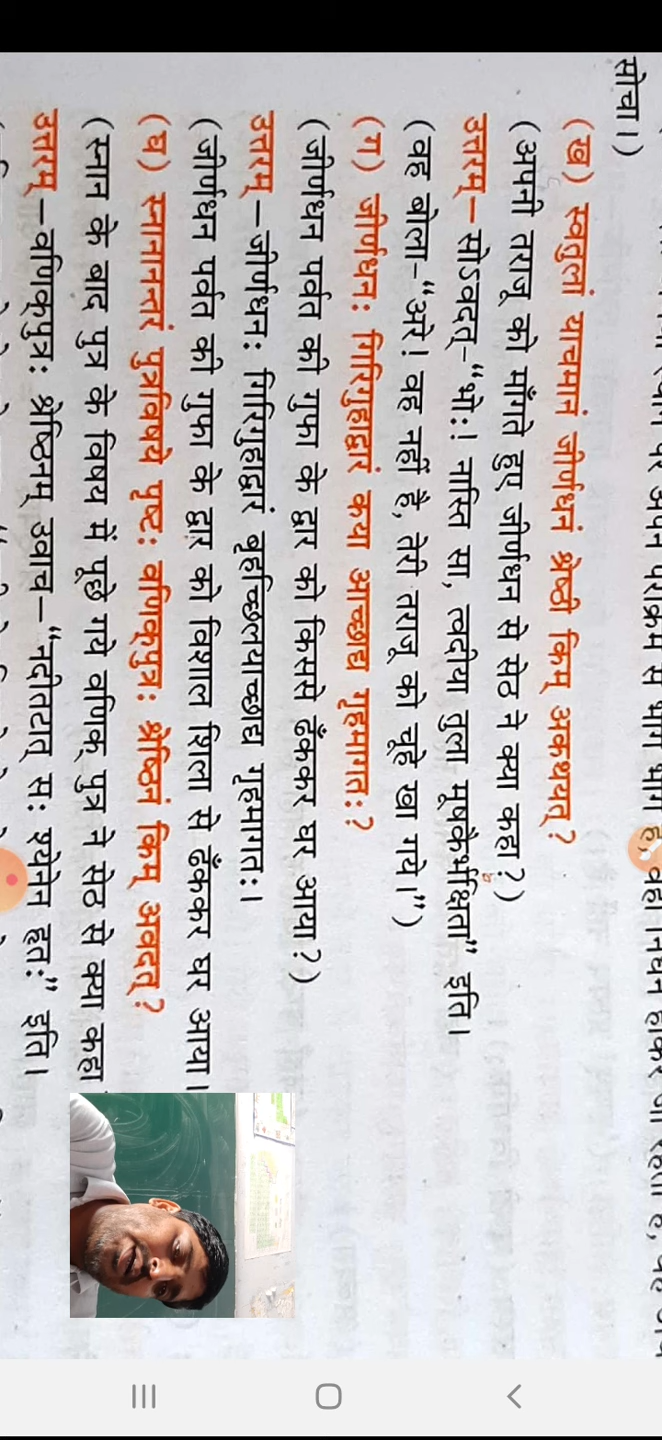 सोचा।)
(ख) स्वतुलां याचमानं जीर्णधनं श्रेष्ठी किम् अकथयत्?
(अपनी तराजू को माँगते हुए जीर्णधन से सेठ ने क्या कहा?)
उत्तरम्– सोऽवदत्–“भोः! नास्ति सा, त्वदीया तुला मूषकैर्भक्षिता” इति।
(वह बोला–“अरे! वह नहीं है, तेरी तराजू को चूहे खा गये।”)
(ग) जीर्णधनः गिरिगुहाद्वारं कया आच्छाद्य गृहमागतः?
(जीर्णधन पर्वत की गुफा के द्वार को किससे ढँककर घर आया?)
उत्तरम्–जीर्णधनः गिरिगुहाद्वारं बृहच्छिलयाच्छाद्य गृहमागतः।
(जीर्णधन पर्वत की गुफा के द्वार को विशाल शिला से ढँककर घर आया।
(घ) स्नानानन्तरं पुत्रविषये पृष्टः वणिक्पुत्रः श्रेष्ठिनं किम् अवदत्?
(स्नान के बाद पुत्र के विषय में पूछे गये वणिक् पुत्र ने सेठ से क्या कहा
उत्तरम्–वणिक्पुत्रः श्रेष्ठिनम् उवाच–“नदीतटात् सः श्येनेन हृतः” इति।